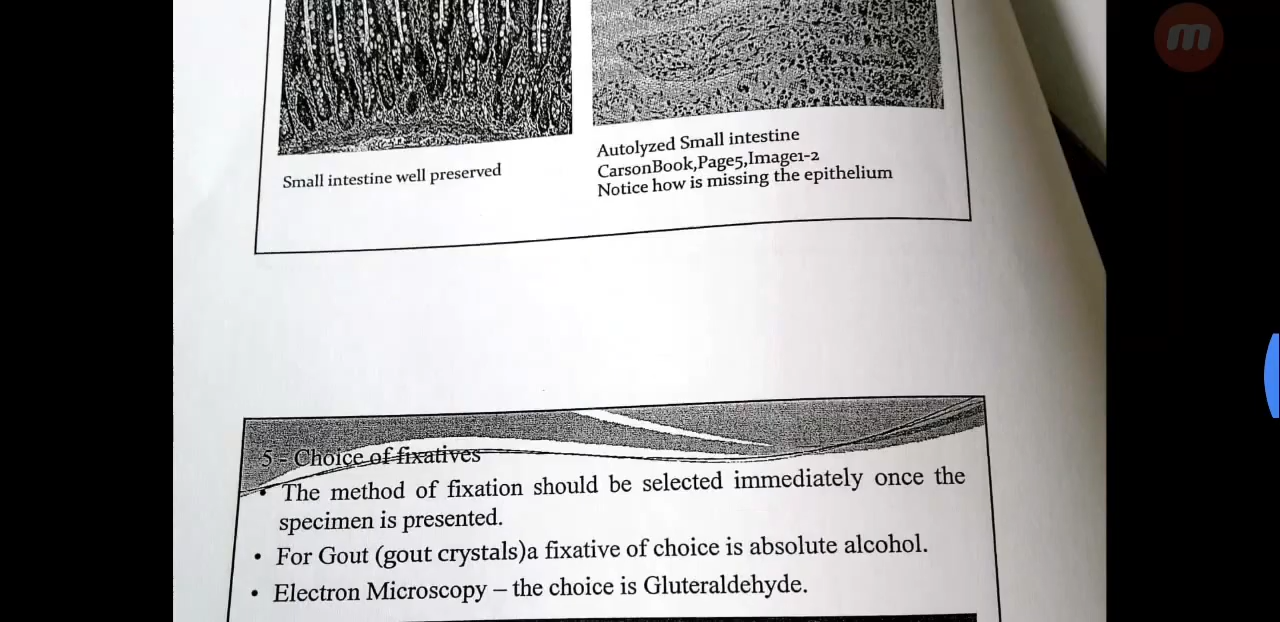 Small intestine well preserved
Autolyzed Small intestine
CarsonBook,Page5,Image1-2
Notice how is missing the epithelium
5 - Choice of fixatives
• The method of fixation should be selected immediately once the
specimen is presented.
• For Gout (gout crystals)a fixative of choice is absolute alcohol.
• Electron Microscopy – the choice is Gluteraldehyde.